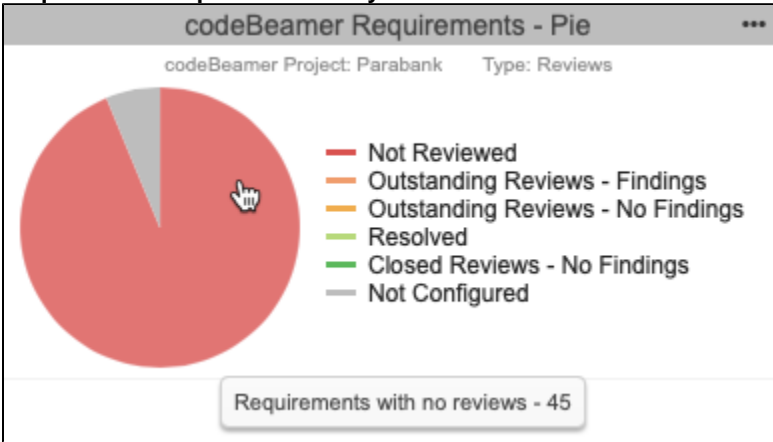 codeBeamer Requirements - Pie
codeBeamer Project: Parabank Type: Reviews
Not Reviewed
Outstanding Reviews - Findings
Outstanding Reviews - No Findings
Resolved
Closed Reviews - No Findings
Not Configured
Requirements with no reviews - 45